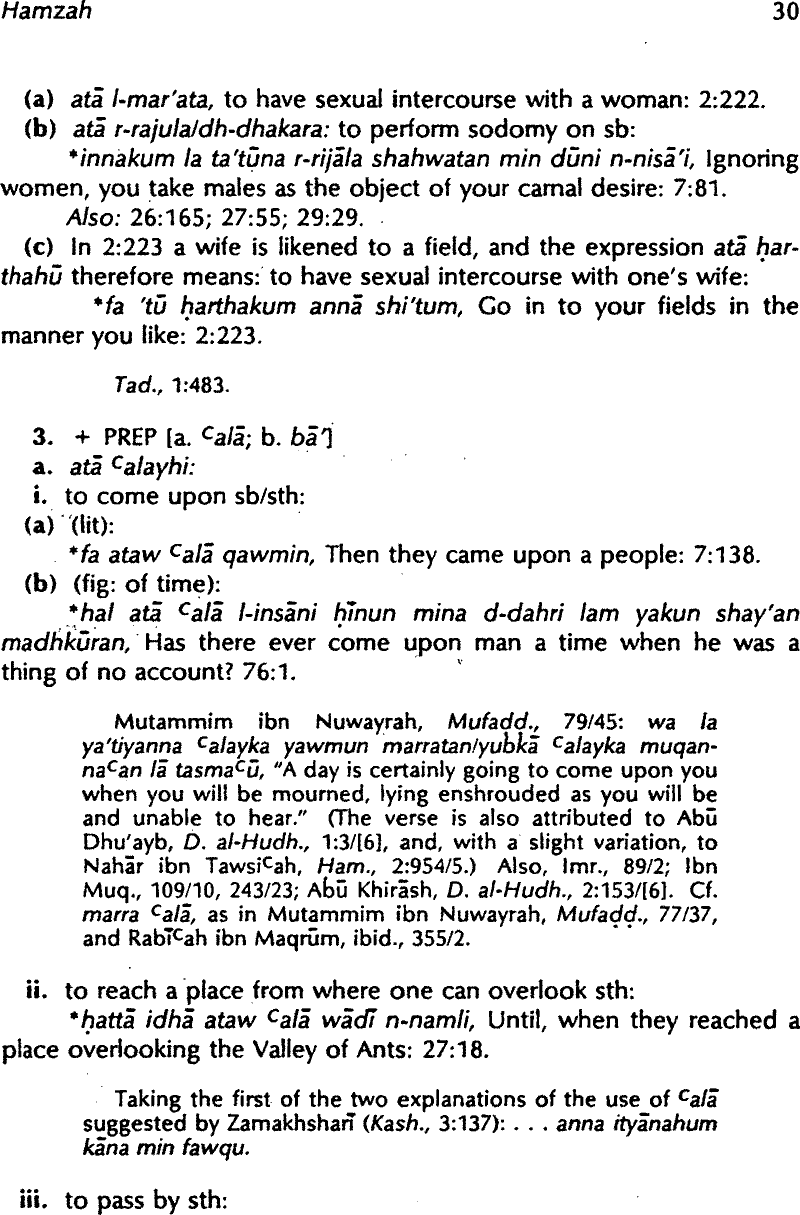 Hamzah 30
(a) atā l-mar'ata, to have sexual intercourse with a woman: 2:222.
(b) atā r-rajula/dh-dhakara: to perform sodomy on sb:
*innakum la ta'tūna r-rijāla shahwatan min dūni n-nisā'i, Ignoring
women, you take males as the object of your carnal desire: 7:81.
Also: 26:165; 27:55; 29:29.
(c) In 2:223 a wife is likened to a field, and the expression atā ḥar-
thahū therefore means: to have sexual intercourse with one's wife:
*fa 'tū ḥarthakum annā shi'tum, Go in to your fields in the
manner you like: 2:223.
Tad., 1:483.
3. + PREP [a. ᶜalā; b. bā']
a. atā ᶜalayhi:
i. to come upon sb/sth:
(a) (lit):
*fa ataw ᶜalā qawmin, Then they came upon a people: 7:138.
(b) (fig: of time):
*hal atā ᶜalā l-insāni ḥīnun mina d-dahri lam yakun shay'an
madhkūran, Has there ever come upon man a time when he was a
thing of no account? 76:1.
Mutammim ibn Nuwayrah, Mufaḍḍ., 79/45: wa la
ya'tiyanna ᶜalayka yawmun marratan/yubkā ᶜalayka muqan-
naᶜan lā tasmaᶜū, "A day is certainly going to come upon you
when you will be mourned, lying enshrouded as you will be
and unable to hear." (The verse is also attributed to Abū
Dhu'ayb, D. al-Hudh., 1:3/[6], and, with a slight variation, to
Nahār ibn Tawsiᶜah, Ḥam., 2:954/5.) Also, Imr., 89/2; Ibn
Muq., 109/10, 243/23; Abū Khirāsh, D. al-Hudh., 2:153/[6]. Cf.
marra ᶜalā, as in Mutammim ibn Nuwayrah, Mufaḍḍ., 77/37,
and Rabīᶜah ibn Maqrūm, ibid., 355/2.
ii. to reach a place from where one can overlook sth:
*ḥattā idhā ataw ᶜalā wādī n-namli, Until, when they reached a
place overlooking the Valley of Ants: 27:18.
Taking the first of the two explanations of the use of ᶜalā
suggested by Zamakhsharī (Kash., 3:137): . . . anna ityānahum
kāna min fawqu.
iii. to pass by sth: